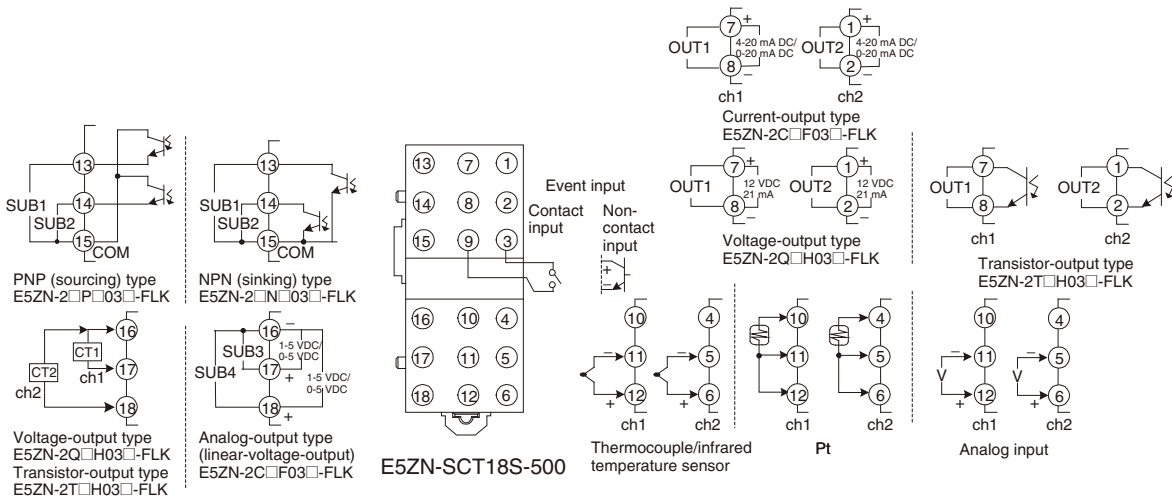 7
+
OUT1
4-20 mA DC/
0-20 mA DC
8
−
ch1
1
+
OUT2
4-20 mA DC/
0-20 mA DC
2
−
ch2
Current-output type
E5ZN-2C□F03□-FLK
13
14
SUB1
SUB2
15
COM
PNP (sourcing) type
E5ZN-2□P□03□-FLK
13
SUB1
14
SUB2
15
COM
NPN (sinking) type
E5ZN-2□N□03□-FLK
13 7 1
14 8 2
15 9 3
16 10 4
17 11 5
18 12 6
E5ZN-SCT18S-500
Event input
Contact
input
Non-
contact
input
+
−
7
+
OUT1
12 VDC
21 mA
8
−
ch1
1
+
OUT2
12 VDC
21 mA
2
−
ch2
Voltage-output type
E5ZN-2Q□H03□-FLK
7
OUT1
8
ch1
1
OUT2
2
ch2
Transistor-output type
E5ZN-2T□H03□-FLK
16
CT1
CT2
ch1
17
ch2
18
Voltage-output type
E5ZN-2Q□H03□-FLK
Transistor-output type
E5ZN-2T□H03□-FLK
16
−
1-5 VDC/
0-5 VDC
SUB3
SUB4
17
+
1-5 VDC/
0-5 VDC
18
+
Analog-output type
(linear-voltage-output)
E5ZN-2C□F03□-FLK
10
−
11
+
12
ch1
4
−
5
+
6
ch2
Thermocouple/infrared
temperature sensor
10
11
12
ch1
4
5
6
ch2
Pt
10
−
11
V
+
12
ch1
4
−
5
V
+
6
ch2
Analog input